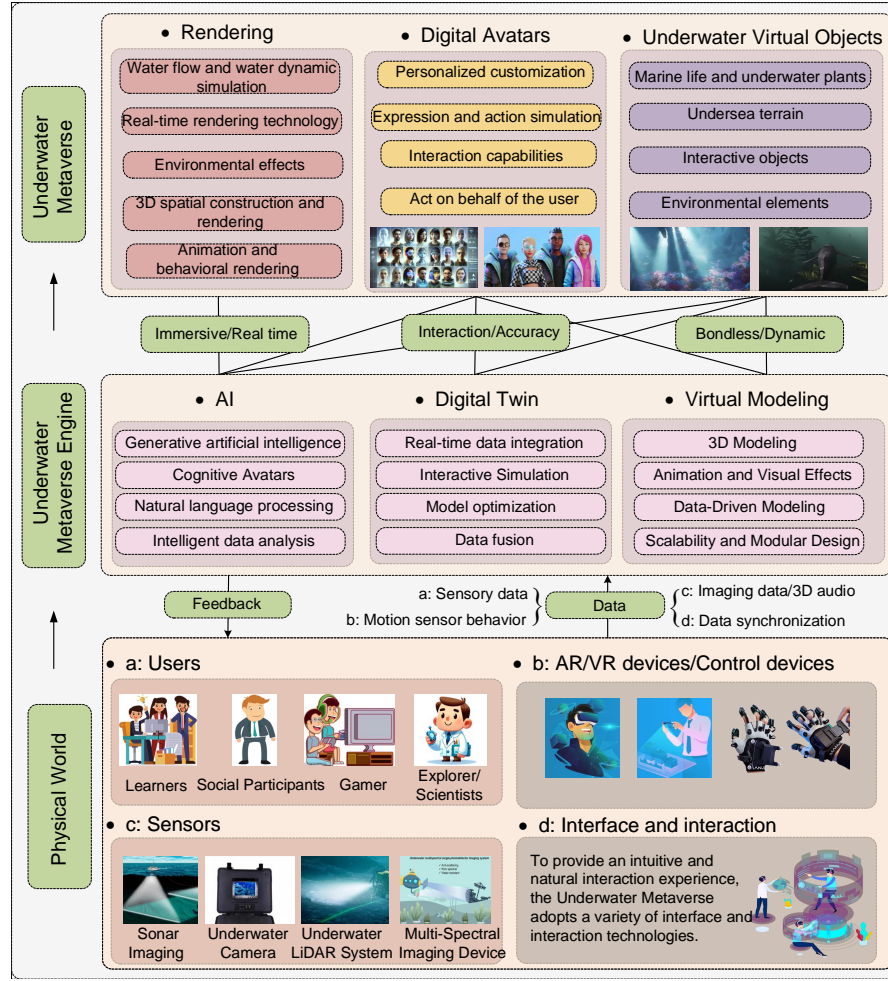 Underwater
Metaverse
Rendering
Water flow and water dynamic
simulation
Real-time rendering technology
Environmental effects
3D spatial construction and
rendering
Animation and
behavioral rendering
Digital Avatars
Personalized customization
Expression and action simulation
Interaction capabilities
Act on behalf of the user
Underwater Virtual Objects
Marine life and underwater plants
Undersea terrain
Interactive objects
Environmental elements
Immersive/Real time
Interaction/Accuracy
Bondless/Dynamic
Underwater
Metaverse Engine
AI
Generative artificial intelligence
Cognitive Avatars
Natural language processing
Intelligent data analysis
Digital Twin
Real-time data integration
Interactive Simulation
Model optimization
Data fusion
Virtual Modeling
3D Modeling
Animation and Visual Effects
Data-Driven Modeling
Scalability and Modular Design
Feedback
a: Sensory data
b: Motion sensor behavior
Data
c: Imaging data/3D audio
d: Data synchronization
Physical World
a: Users
Learners
Social Participants
Gamer
Explorer/
Scientists
b: AR/VR devices/Control devices
c: Sensors
Sonar
Imaging
Underwater
Camera
Underwater
LiDAR System
Multi-Spectral
Imaging Device
d: Interface and interaction
To provide an intuitive and
natural interaction experience,
the Underwater Metaverse
adopts a variety of interface and
interaction technologies.